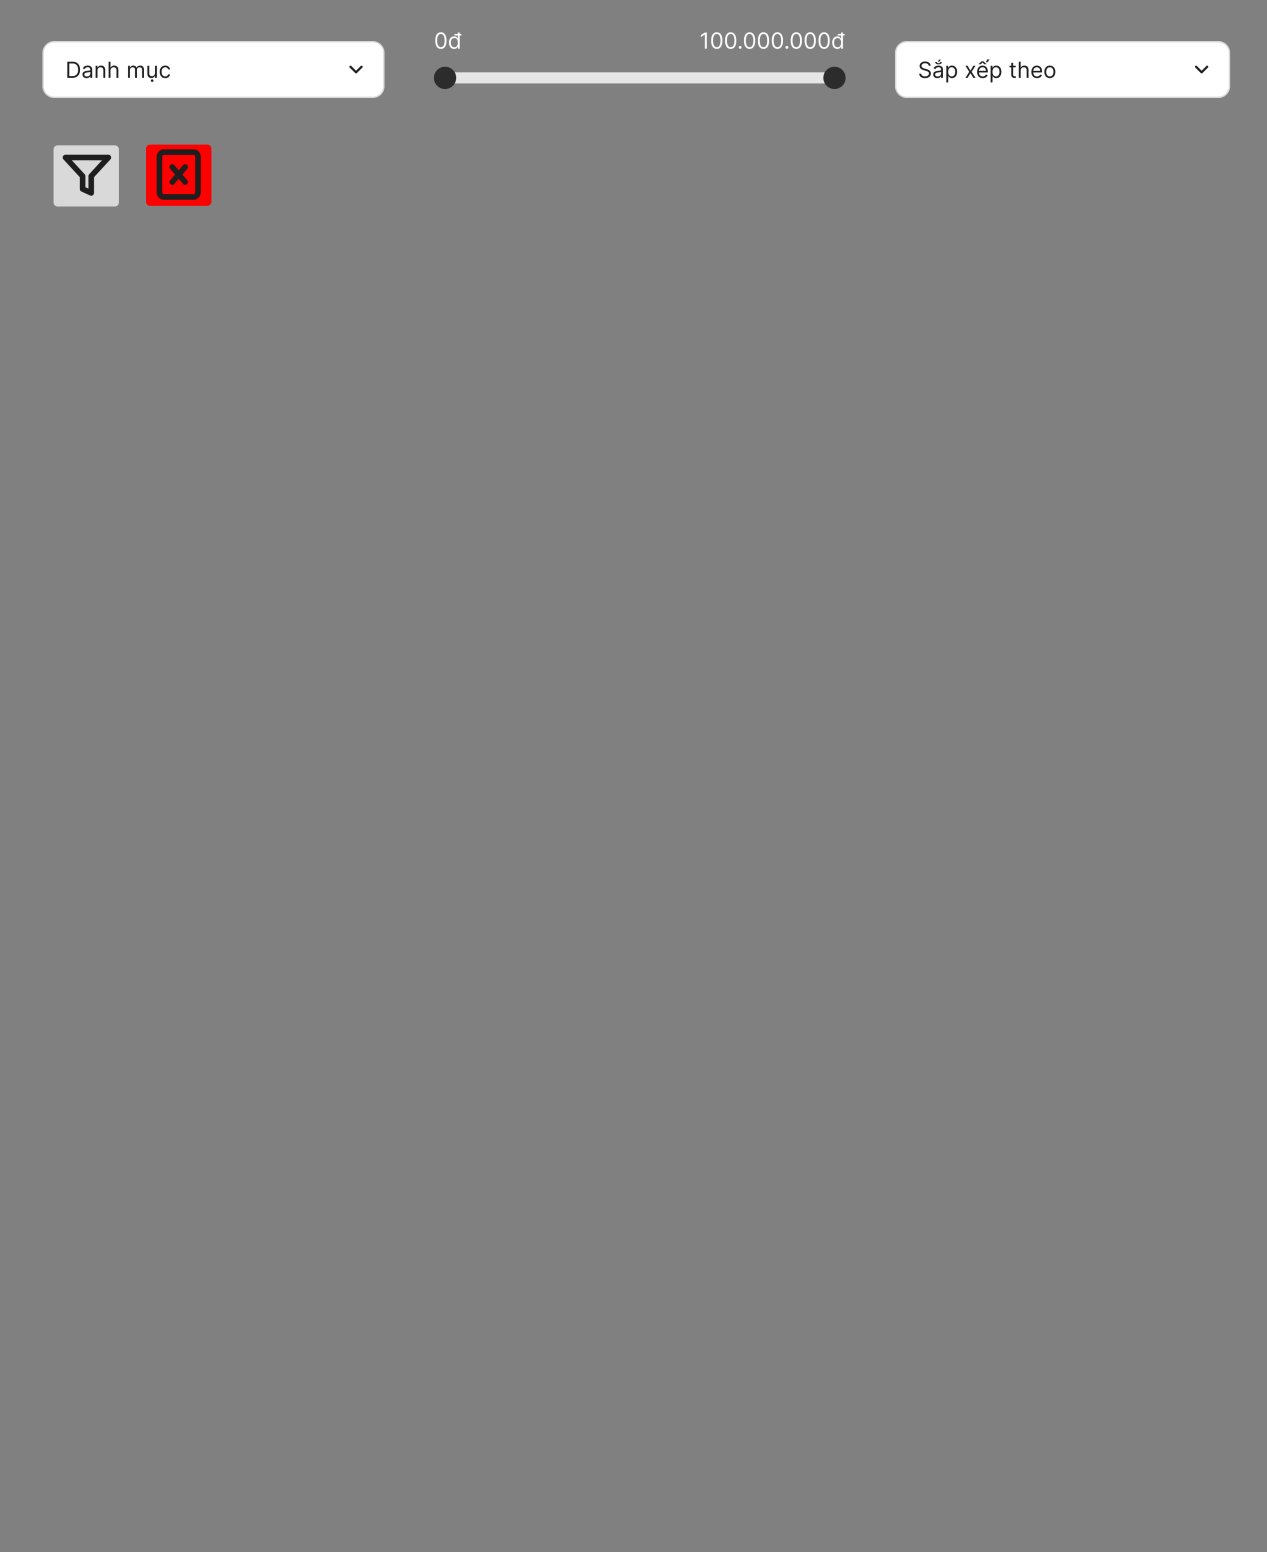 Danh mục
0đ
100.000.000đ
Sắp xếp theo